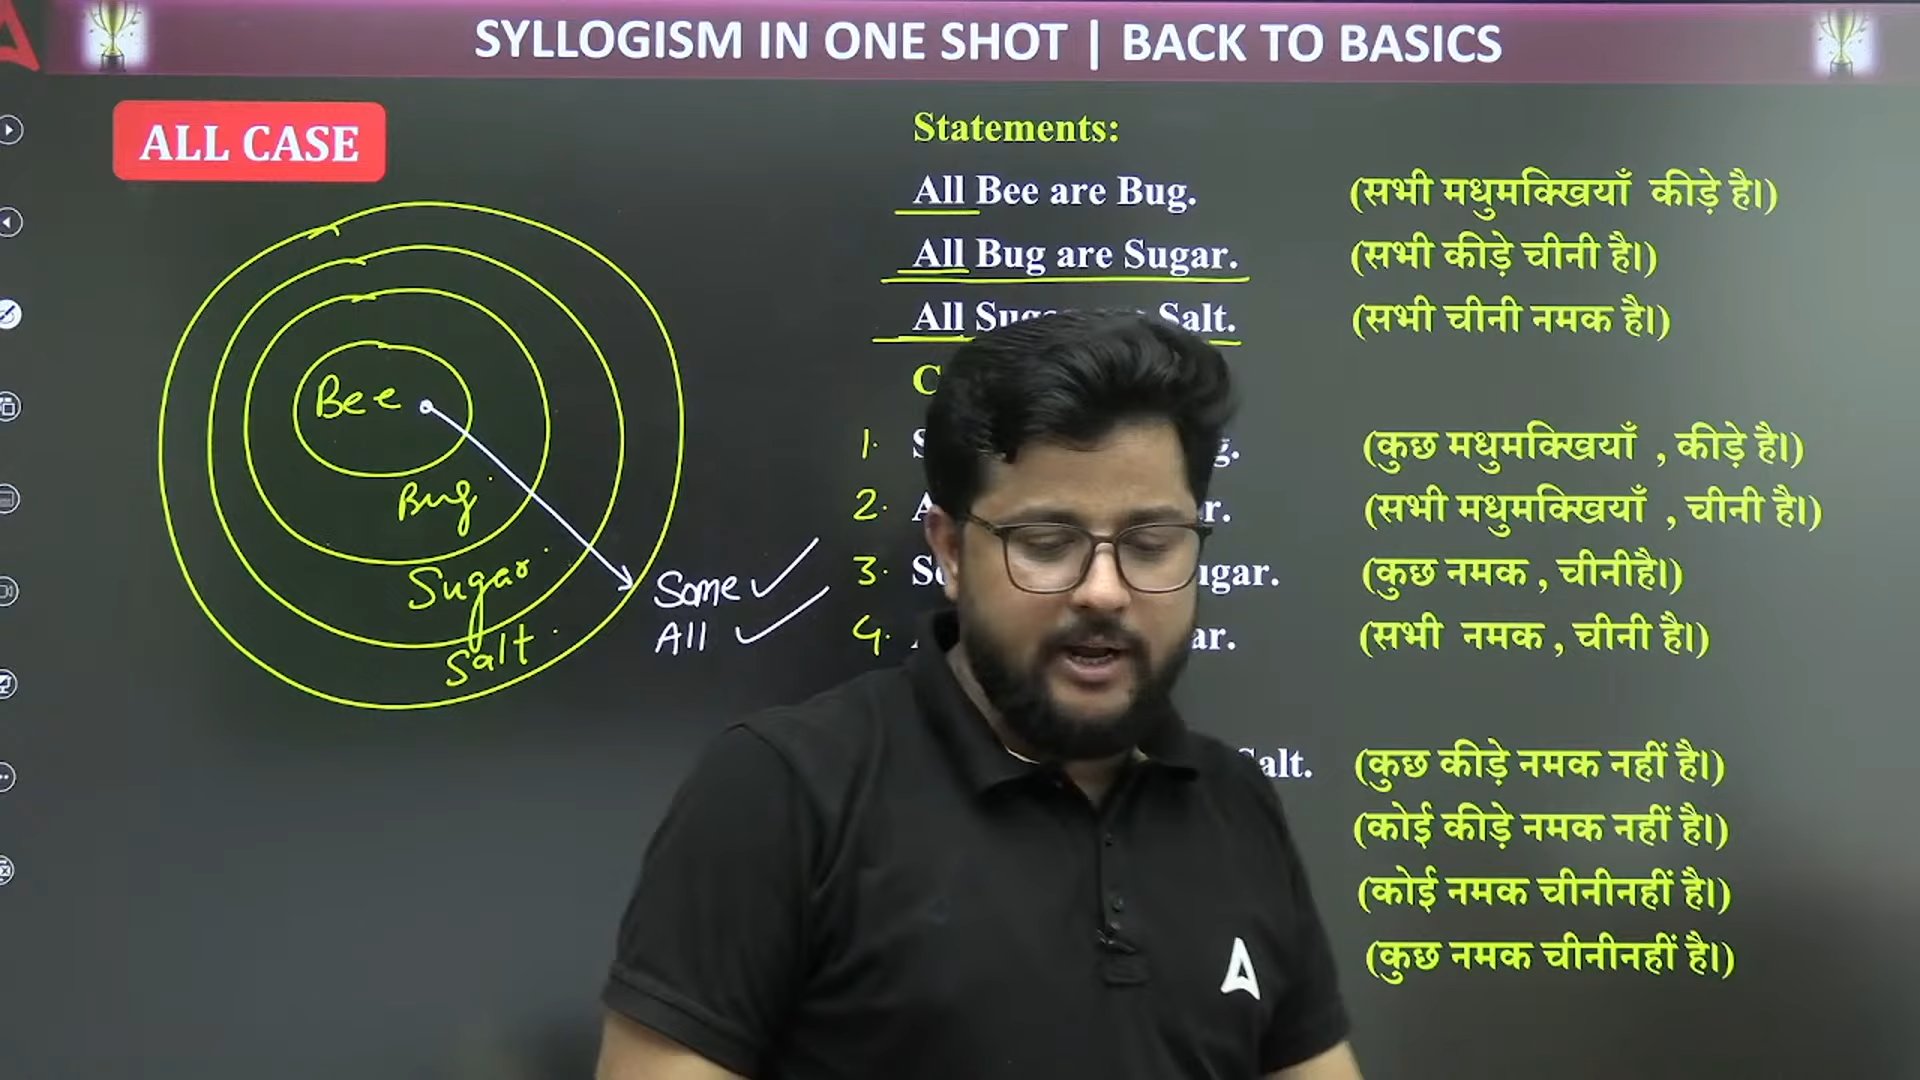 SYLLOGISM IN ONE SHOT | BACK TO BASICS
ALL CASE
Statements:
All Bee are Bug. (सभी मधुमक्खियाँ कीड़े है।)
All Bug are Sugar. (सभी कीड़े चीनी है।)
All Salt. (सभी चीनी नमक है।)
1. (कुछ मधुमक्खियाँ , कीड़े है।)
2. (सभी मधुमक्खियाँ , चीनी है।)
3. (कुछ नमक , चीनीहै।)
4. (सभी नमक , चीनी है।)
(कुछ कीड़े नमक नहीं है।)
(कोई कीड़े नमक नहीं है।)
(कोई नमक चीनीनहीं है।)
(कुछ नमक चीनीनहीं है।)
Bee
Bug
Sugar
Salt
Some ✓
All ✓